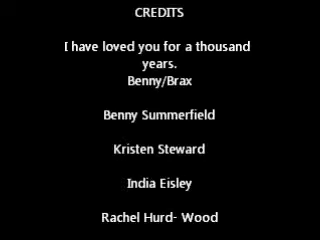 CREDITS
I have loved you for a thousand
years.
Benny/Brax
Benny Summerfield
Kristen Steward
India Eisley
Rachel Hurd- Wood